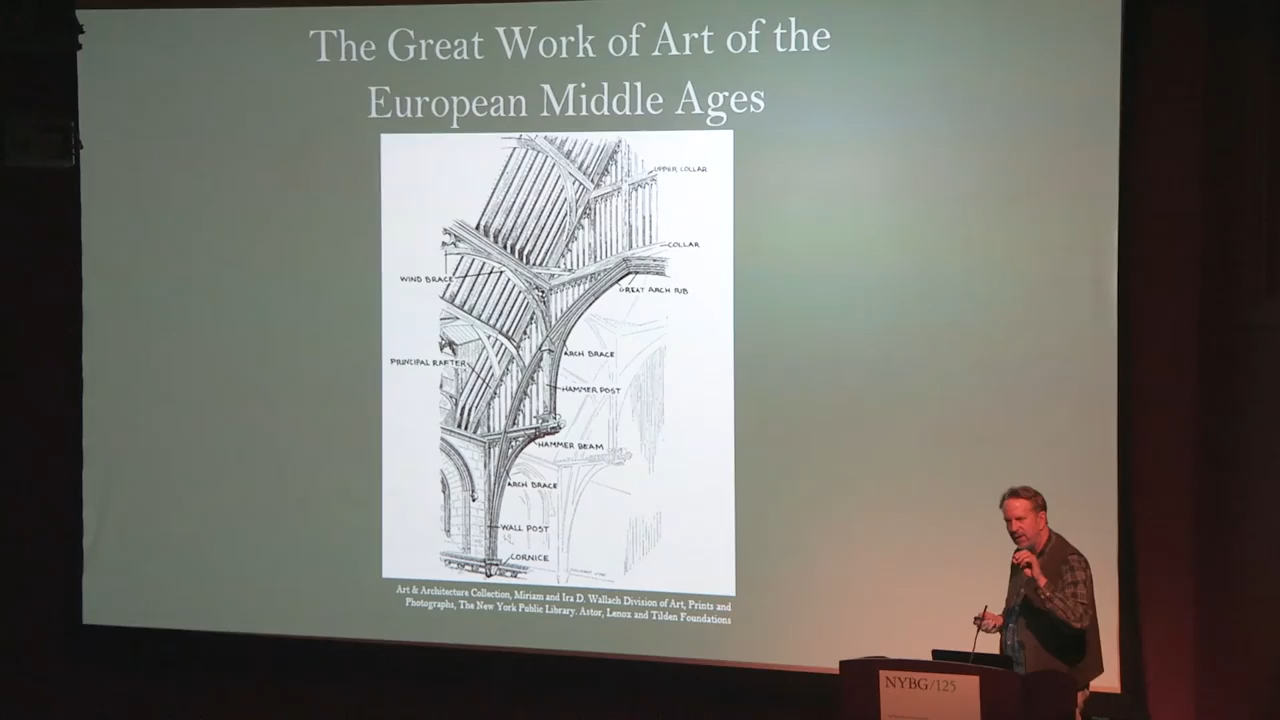 The Great Work of Art of the
European Middle Ages
UPPER COLLAR
COLLAR
WIND BRACE
GREAT ARCH RIB
ARCH BRACE
PRINCIPAL RAFTER
HAMMER POST
HAMMER BEAM
ARCH BRACE
WALL POST
CORNICE
Art & Architecture Collection, Miriam and Ira D. Wallach Division of Art, Prints and
Photographs, The New York Public Library. Astor, Lenox and Tilden Foundations
NYBG/125